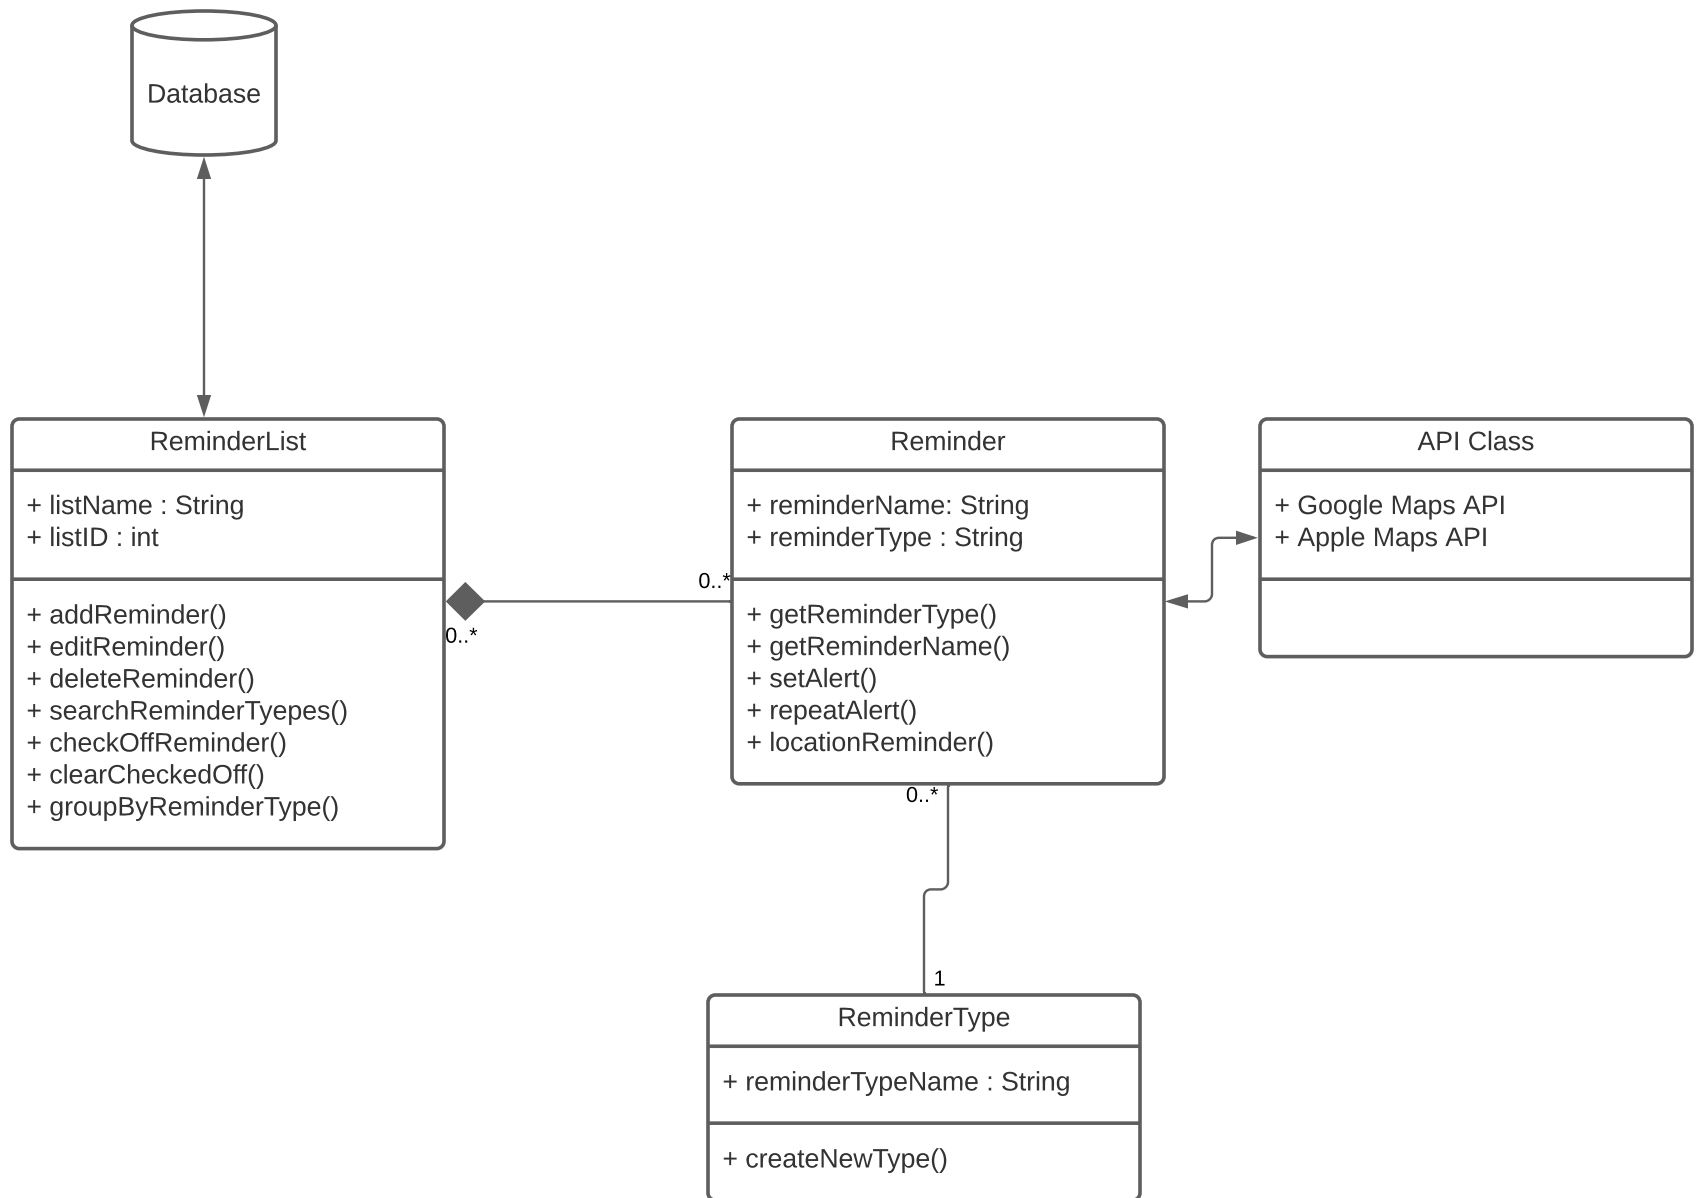 Database
ReminderList
+ listName : String
+ listID : int
+ addReminder()
+ editReminder()
+ deleteReminder()
+ searchReminderTyepes()
+ checkOffReminder()
+ clearCheckedOff()
+ groupByReminderType()
0..*
0..*
Reminder
+ reminderName: String
+ reminderType : String
+ getReminderType()
+ getReminderName()
+ setAlert()
+ repeatAlert()
+ locationReminder()
API Class
+ Google Maps API
+ Apple Maps API
0..*
1
ReminderType
+ reminderTypeName : String
+ createNewType()